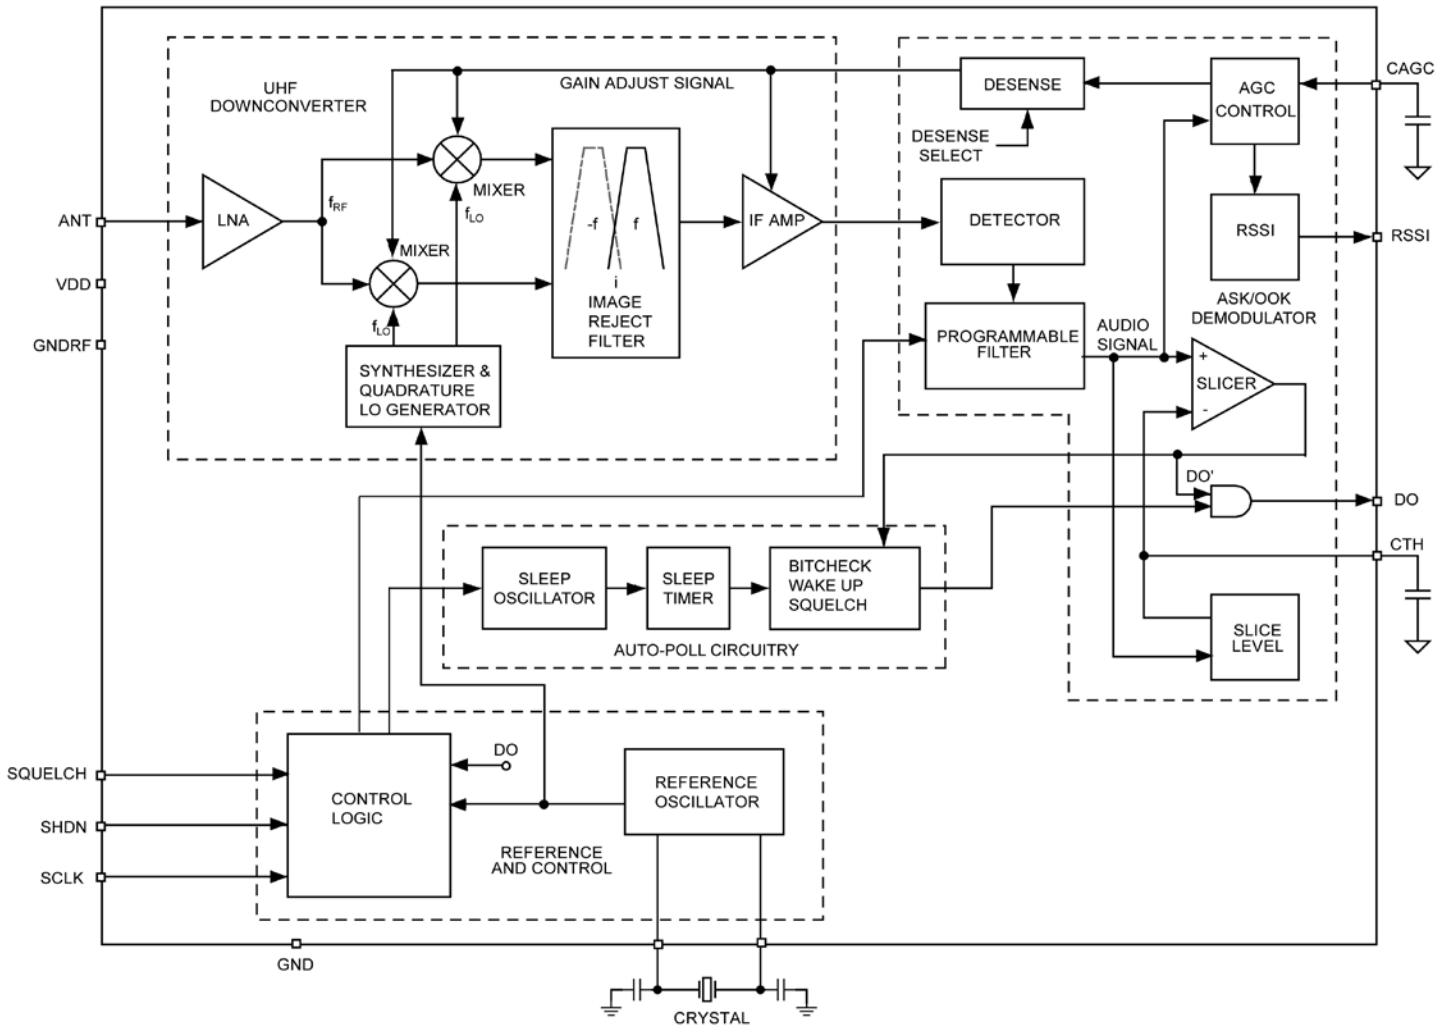 UHF
DOWNCONVERTER
GAIN ADJUST SIGNAL
DESENSE
AGC
CONTROL
CAGC
DESENSE
SELECT
MIXER
fRF
fLO
ANT
LNA
-f
f
IF AMP
DETECTOR
RSSI
RSSI
MIXER
VDD
fLO
i
IMAGE
REJECT
FILTER
ASK/OOK
DEMODULATOR
GNDRF
PROGRAMMABLE
FILTER
AUDIO
SIGNAL
+
SLICER
-
SYNTHESIZER &
QUADRATURE
LO GENERATOR
DO'
DO
CTH
SLEEP
OSCILLATOR
SLEEP
TIMER
BITCHECK
WAKE UP
SQUELCH
AUTO-POLL CIRCUITRY
SLICE
LEVEL
SQUELCH
SHDN
SCLK
CONTROL
LOGIC
DO
REFERENCE
OSCILLATOR
REFERENCE
AND CONTROL
GND
CRYSTAL